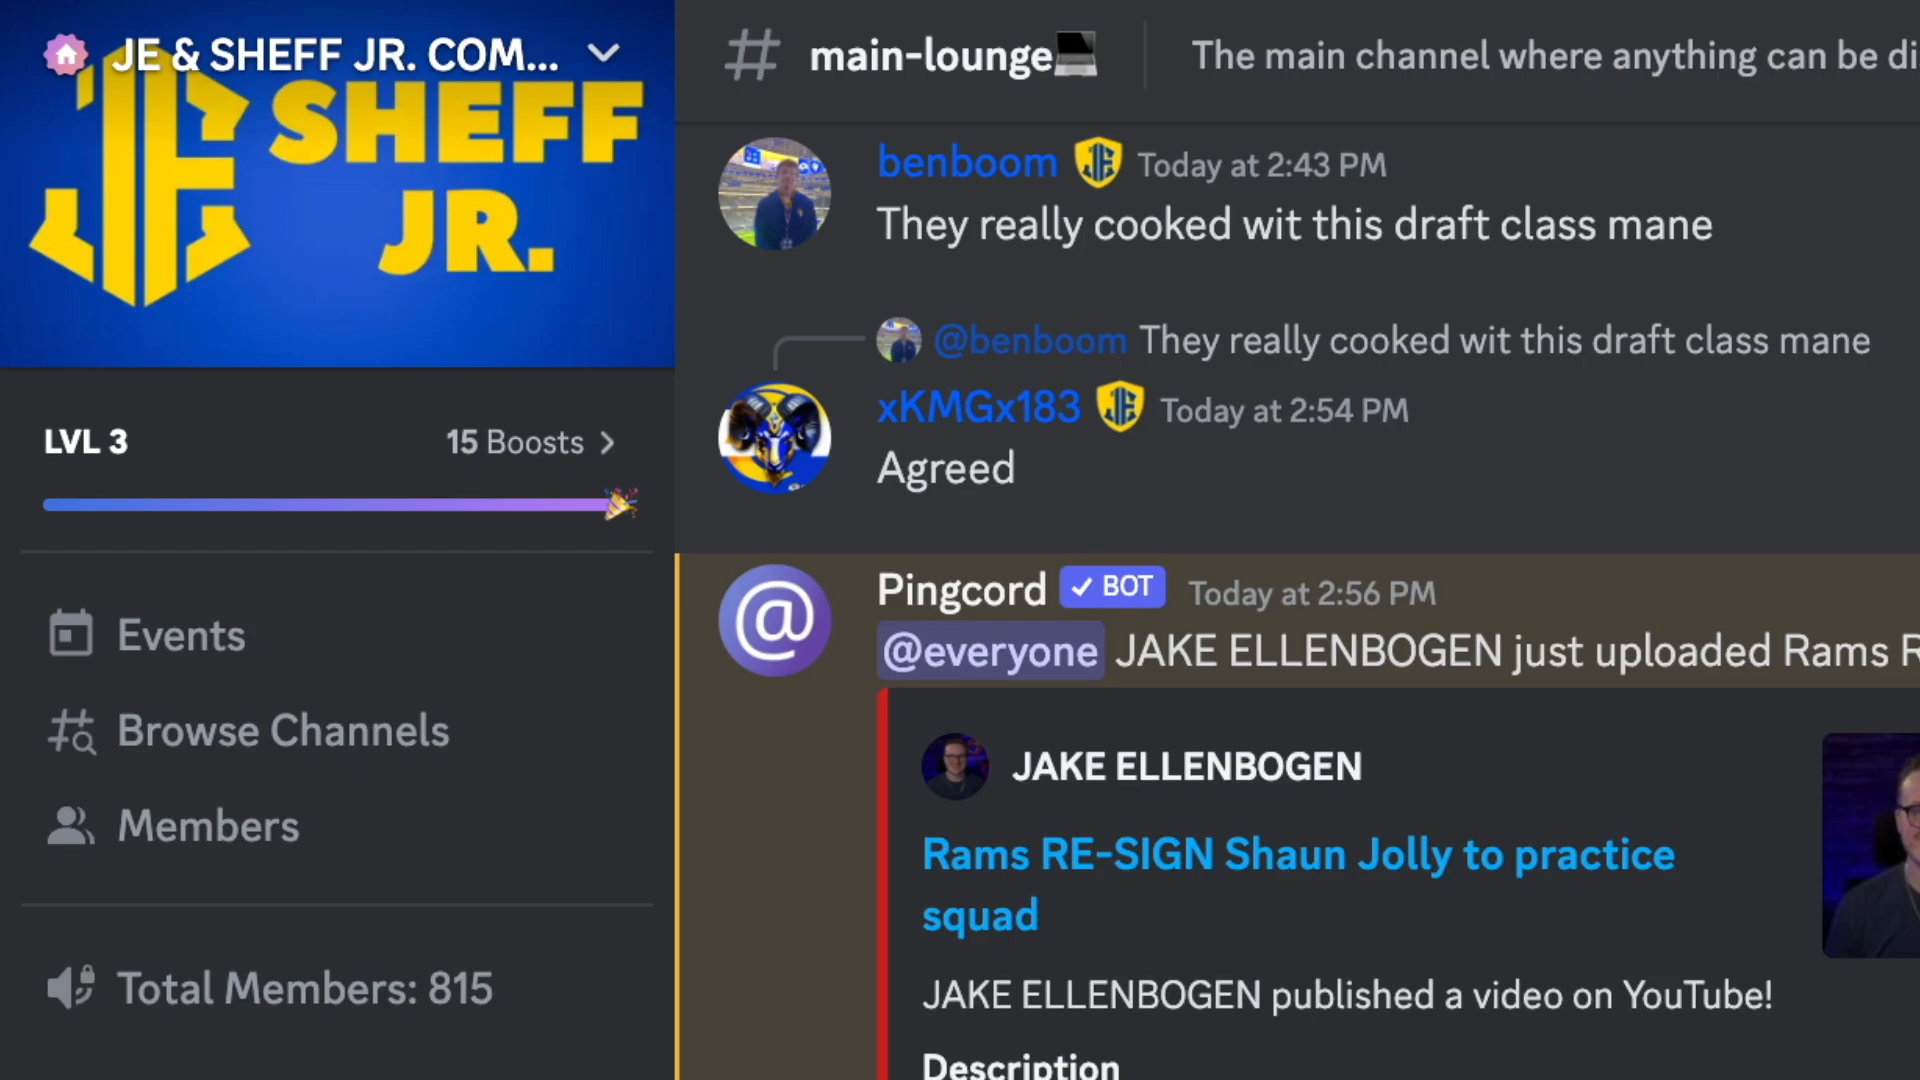 JE & SHEFF JR. COM...
JE SHEFF
JR.
LVL 3
15 Boosts
Events
Browse Channels
Members
Total Members: 815
main-lounge
The main channel where anything can be di
benboom JE Today at 2:43 PM
They really cooked wit this draft class mane
@benboom They really cooked wit this draft class mane
xKMGx183 JE Today at 2:54 PM
Agreed
@ Pingcord BOT Today at 2:56 PM
@everyone JAKE ELLENBOGEN just uploaded Rams R
JAKE ELLENBOGEN
Rams RE-SIGN Shaun Jolly to practice
squad
JAKE ELLENBOGEN published a video on YouTube!
Description